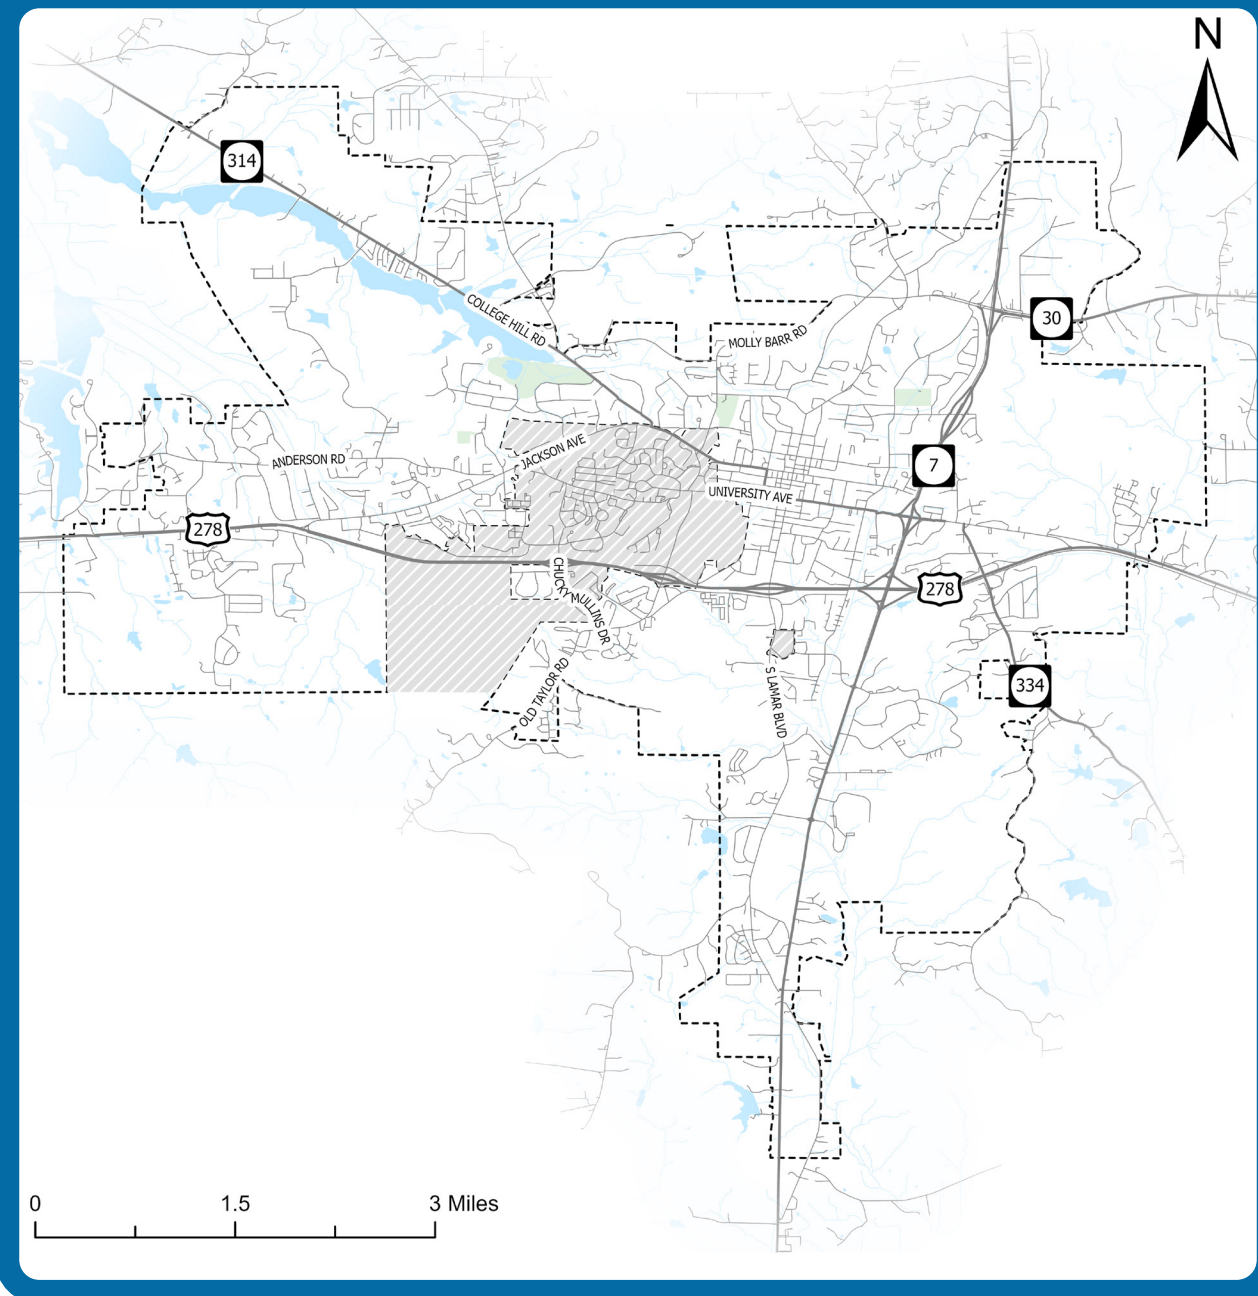 N
314
COLLEGE HILL RD
30
MOLLY BARR RD
JACKSON AVE
ANDERSON RD
7
UNIVERSITY AVE
278
CHUCKY MULLINS DR
278
OLD TAYLOR RD
S LAMAR BLVD
334
0 1.5 3 Miles